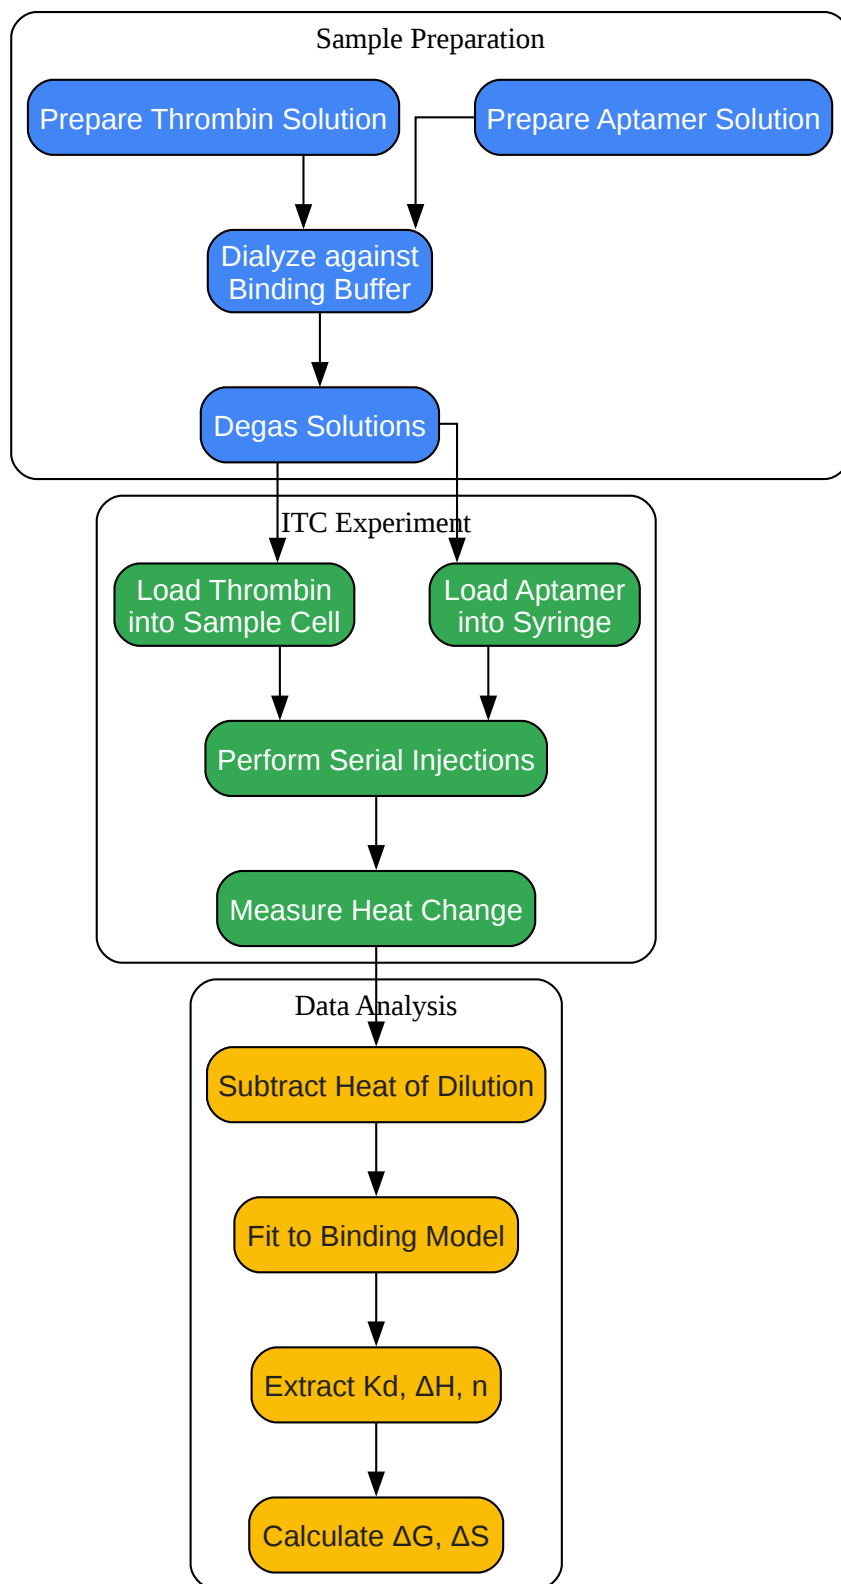 Sample Preparation
Prepare Thrombin Solution
Prepare Aptamer Solution
Dialyze against
Binding Buffer
Degas Solutions
ITC Experiment
Load Thrombin
into Sample Cell
Load Aptamer
into Syringe
Perform Serial Injections
Measure Heat Change
Data Analysis
Subtract Heat of Dilution
Fit to Binding Model
Extract Kd, ΔH, n
Calculate ΔG, ΔS